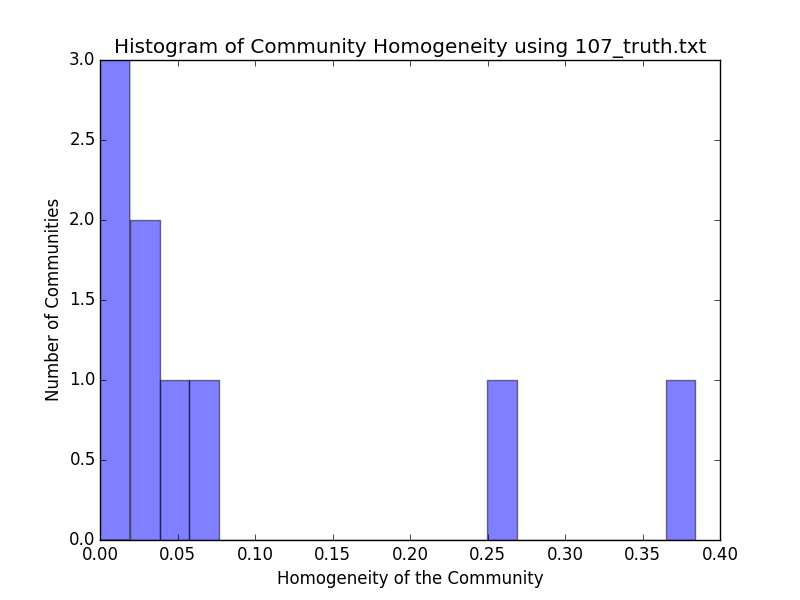 Histogram of Community Homogeneity using 107_truth.txt
3.0
2.5
2.0
1.5
1.0
0.5
0.0
Number of Communities
0.00 0.05 0.10 0.15 0.20 0.25 0.30 0.35 0.40
Homogeneity of the Community